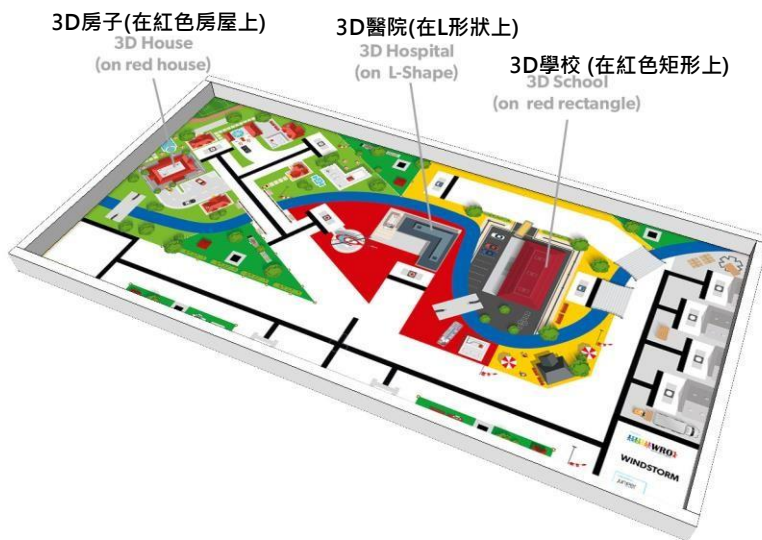 3D房子(在紅色房屋上)
3D House
(on red house)
3D醫院(在L形狀上)
3D Hospital
(on L-Shape)
3D學校 (在紅色矩形上)
3D School
(on red rectangle)
WRO
WINDSTORM